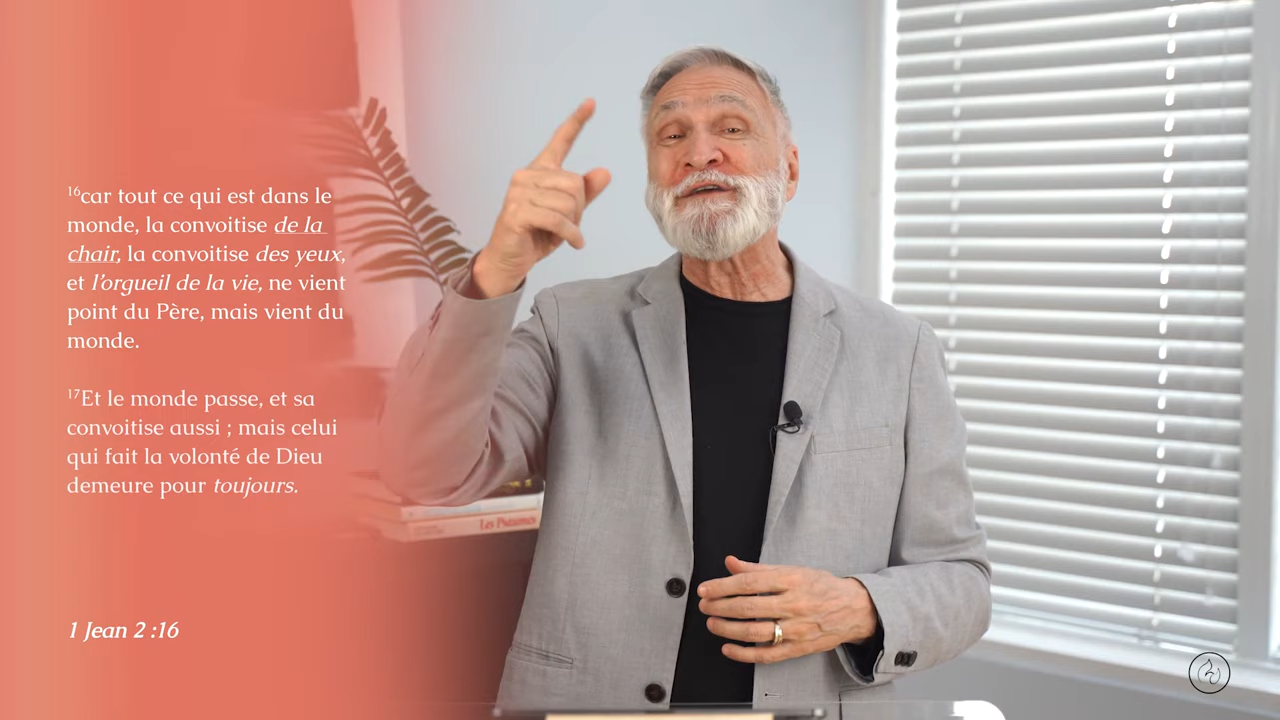 ¹⁶car tout ce qui est dans le
monde, la convoitise de la
chair, la convoitise des yeux,
et l’orgueil de la vie, ne vient
point du Père, mais vient du
monde.
¹⁷Et le monde passe, et sa
convoitise aussi ; mais celui
qui fait la volonté de Dieu
demeure pour toujours.
1 Jean 2 :16
Les Psaumes